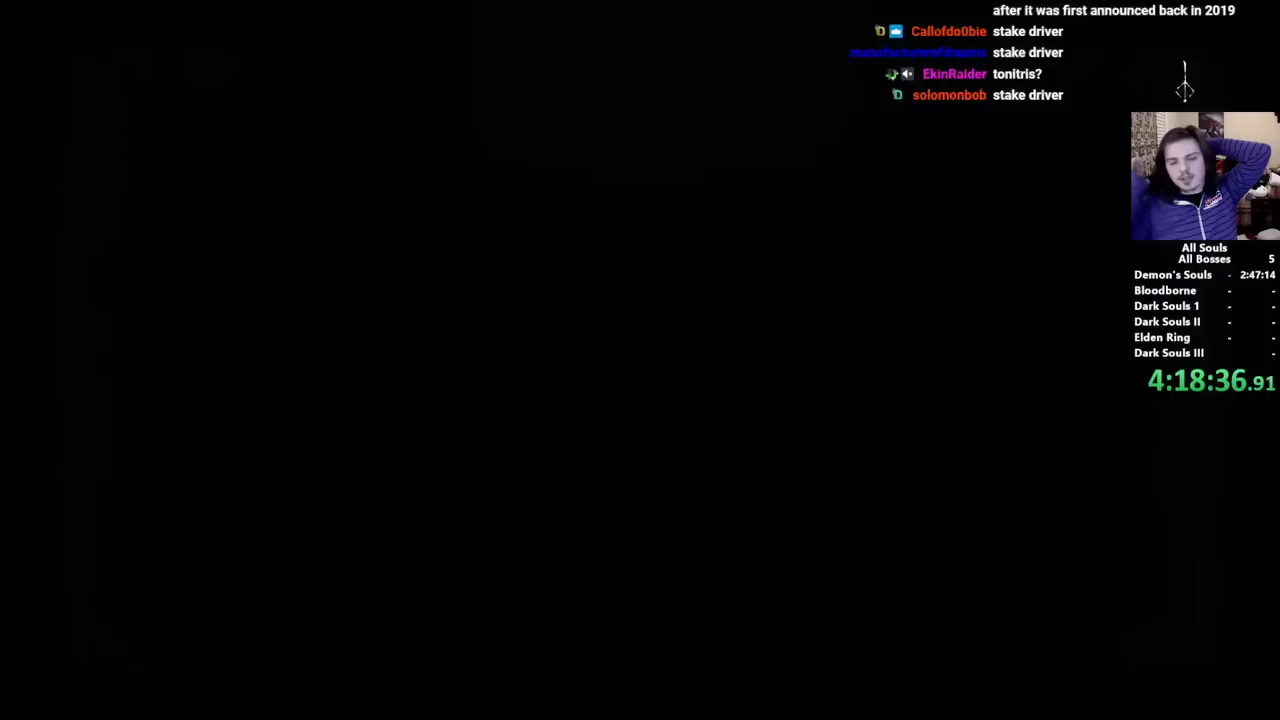 after it was first announced back in 2019
Callofdo0bie stake driver
manufactureofdreams stake driver
EkinRaider tonitris?
solomonbob stake driver
All Souls
All Bosses 5
Demon's Souls - 2:47:14
Bloodborne - -
Dark Souls 1 - -
Dark Souls II - -
Elden Ring - -
Dark Souls III -
4:18:36.91